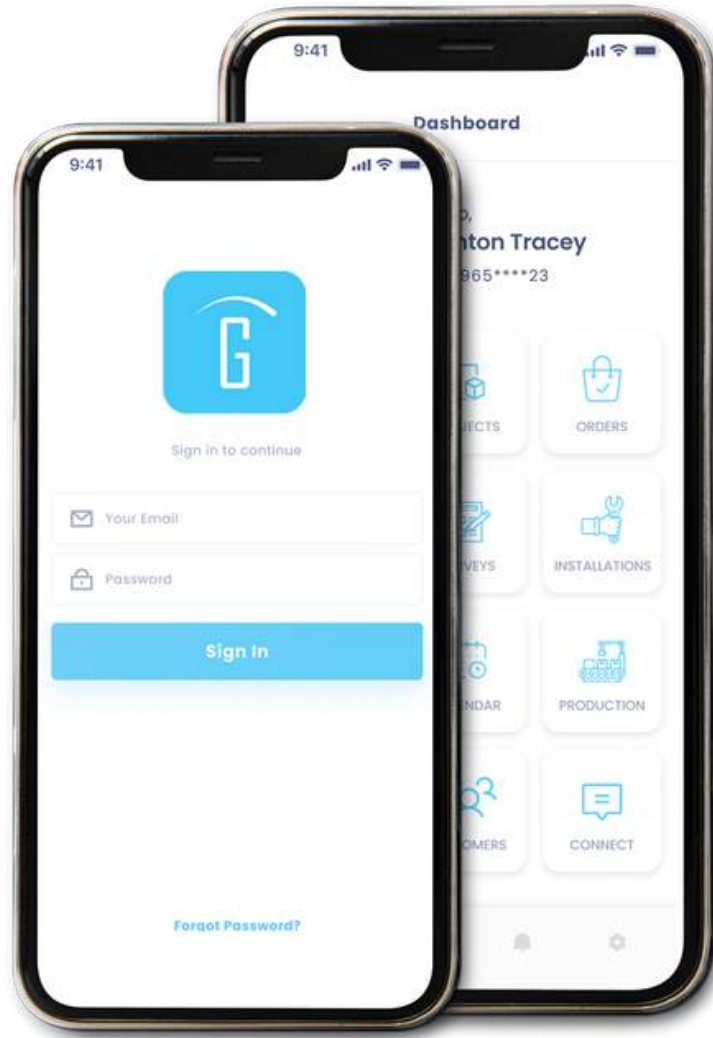 9:41
Sign in to continue
Your Email
Password
Sign In
Forgot Password?
9:41
Dashboard
Tracey
965****23
ORDERS
INSTALLATIONS
PRODUCTION
CONNECT